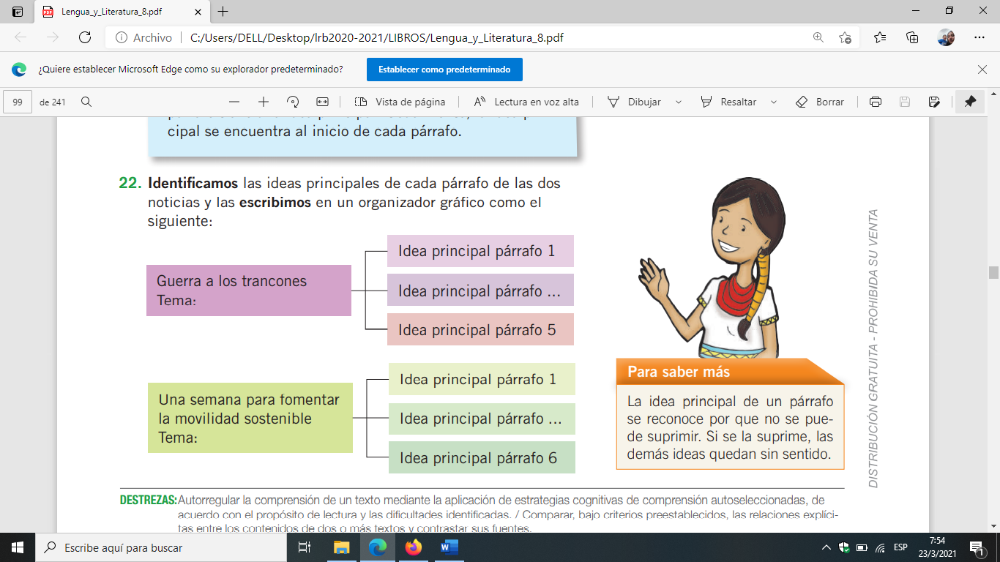 Lengua_y_Literatura_8.pdf
Archivo
C:/Users/DELL/Desktop/lrb2020-2021/LIBROS/Lengua_y_Literatura_8.pdf
¿Quiere establecer Microsoft Edge como su explorador predeterminado?
Establecer como predeterminado
99
de 241
Vista de página
Lectura en voz alta
Dibujar
Resaltar
Borrar
cipal se encuentra al inicio de cada párrafo.
22. Identificamos las ideas principales de cada párrafo de las dos
noticias y las escribimos en un organizador gráfico como el
siguiente:
Guerra a los trancones
Tema:
Idea principal párrafo 1
Idea principal párrafo ...
Idea principal párrafo 5
Una semana para fomentar
la movilidad sostenible
Tema:
Idea principal párrafo 1
Idea principal párrafo ...
Idea principal párrafo 6
Para saber más
La idea principal de un párrafo
se reconoce por que no se pue-
de suprimir. Si se la suprime, las
demás ideas quedan sin sentido.
DISTRIBUCIÓN GRATUITA - PROHIBIDA SU VENTA
DESTREZAS: Autorregular la comprensión de un texto mediante la aplicación de estrategias cognitivas de comprensión autoseleccionadas, de
acuerdo con el propósito de lectura y las dificultades identificadas. / Comparar, bajo criterios preestablecidos, las relaciones explíci-
tas entre los contenidos de dos o más textos y contrastar sus fuentes.
Escribe aquí para buscar
ESP
7:54
23/3/2021
1